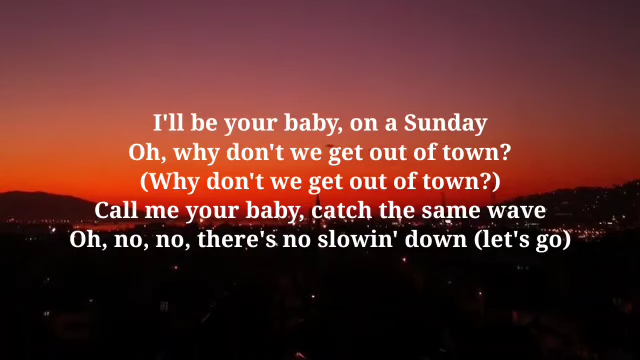 I'll be your baby, on a Sunday
Oh, why don't we get out of town?
(Why don't we get out of town?)
Call me your baby, catch the same wave
Oh, no, no, there's no slowin' down (let's go)